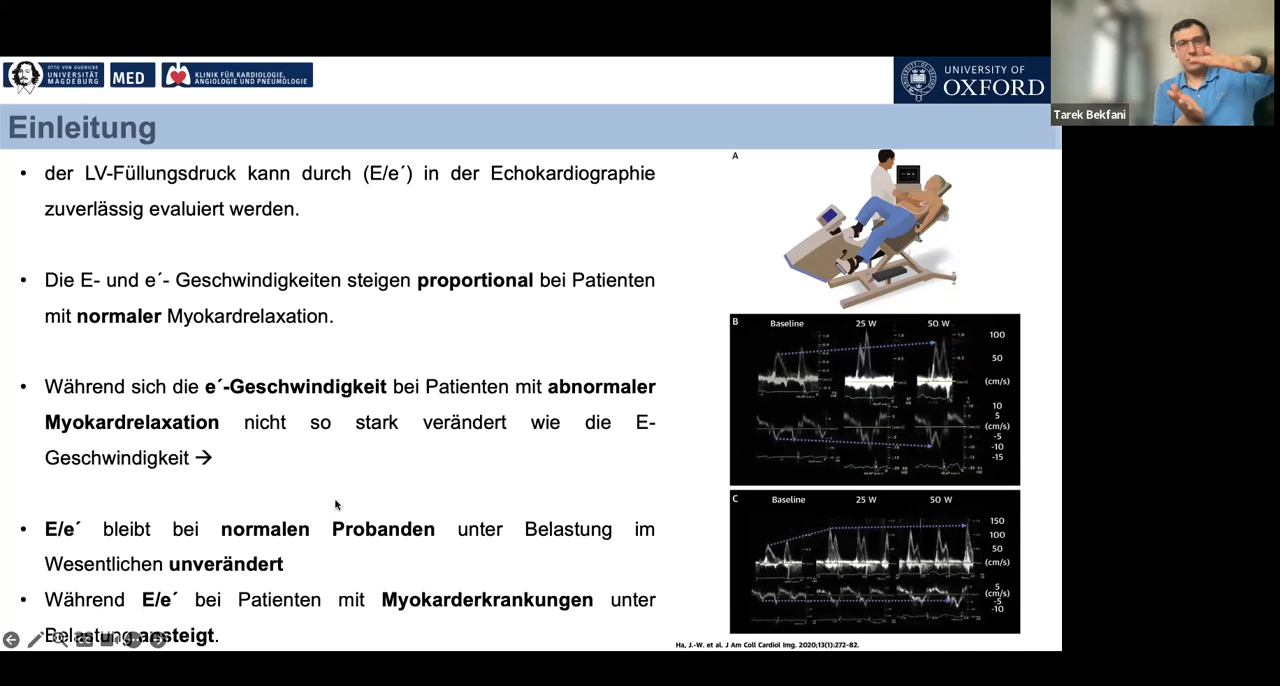 OTTO VON GUERICKE
UNIVERSITÄT
MAGDEBURG
MED
KLINIK FÜR KARDIOLOGIE,
ANGIOLOGIE UND PNEUMOLOGIE
UNIVERSITY OF
OXFORD
Tarek Bekfani
Einleitung
• der LV-Füllungsdruck kann durch (E/e´) in der Echokardiographie
zuverlässig evaluiert werden.
• Die E- und e´- Geschwindigkeiten steigen proportional bei Patienten
mit normaler Myokardrelaxation.
• Während sich die e´-Geschwindigkeit bei Patienten mit abnormaler
Myokardrelaxation nicht so stark verändert wie die E-
Geschwindigkeit →
• E/e´ bleibt bei normalen Probanden unter Belastung im
Wesentlichen unverändert
• Während E/e´ bei Patienten mit Myokarderkrankungen unter
Belastung ansteigt.
A
B
Baseline 25 W 50 W
100
50
(cm/s)
10
5
(cm/s)
-5
-10
-15
C
Baseline 25 W 50 W
150
100
50
(cm/s)
5
(cm/s)
-5
-10
Ha, J.-W. et al. J Am Coll Cardiol Img. 2020;13(1):272-82.